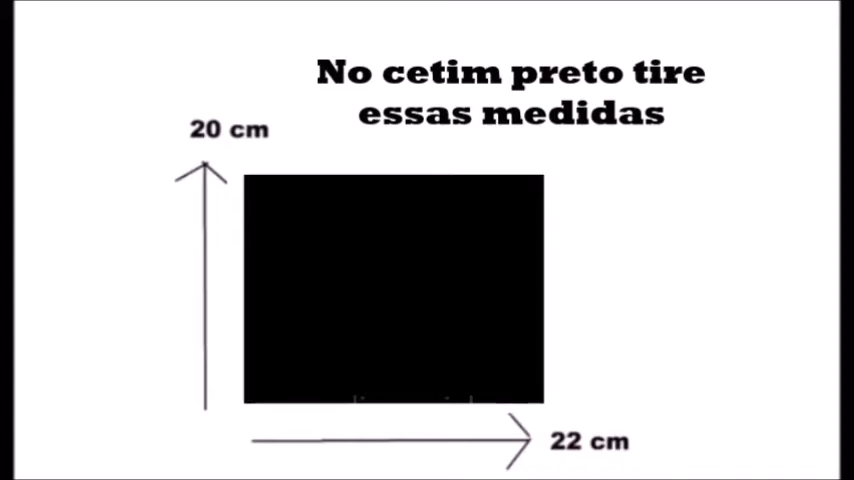 No cetim preto tire
essas medidas
20 cm
22 cm